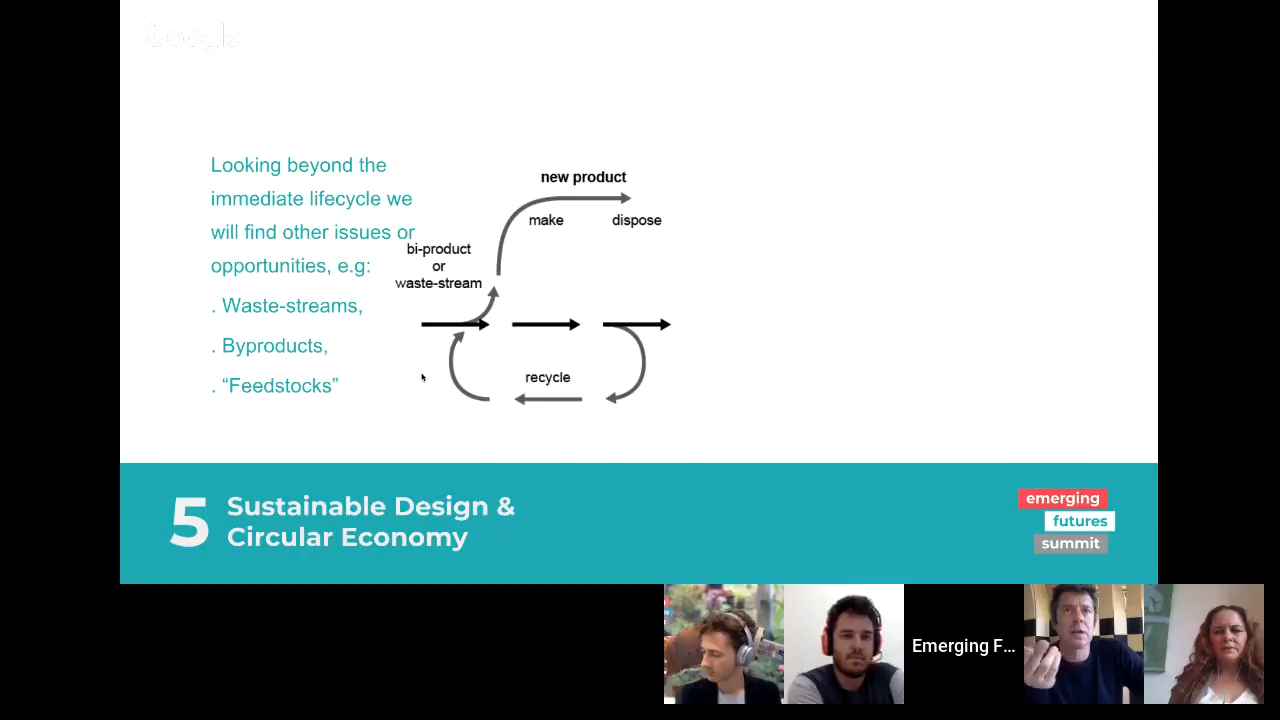 Google
Looking beyond the
immediate lifecycle we
will find other issues or
opportunities, e.g:
. Waste-streams,
. Byproducts,
. “Feedstocks”
new product
make
dispose
bi-product
or
waste-stream
recycle
5
Sustainable Design &
Circular Economy
emerging
futures
summit
Emerging F...